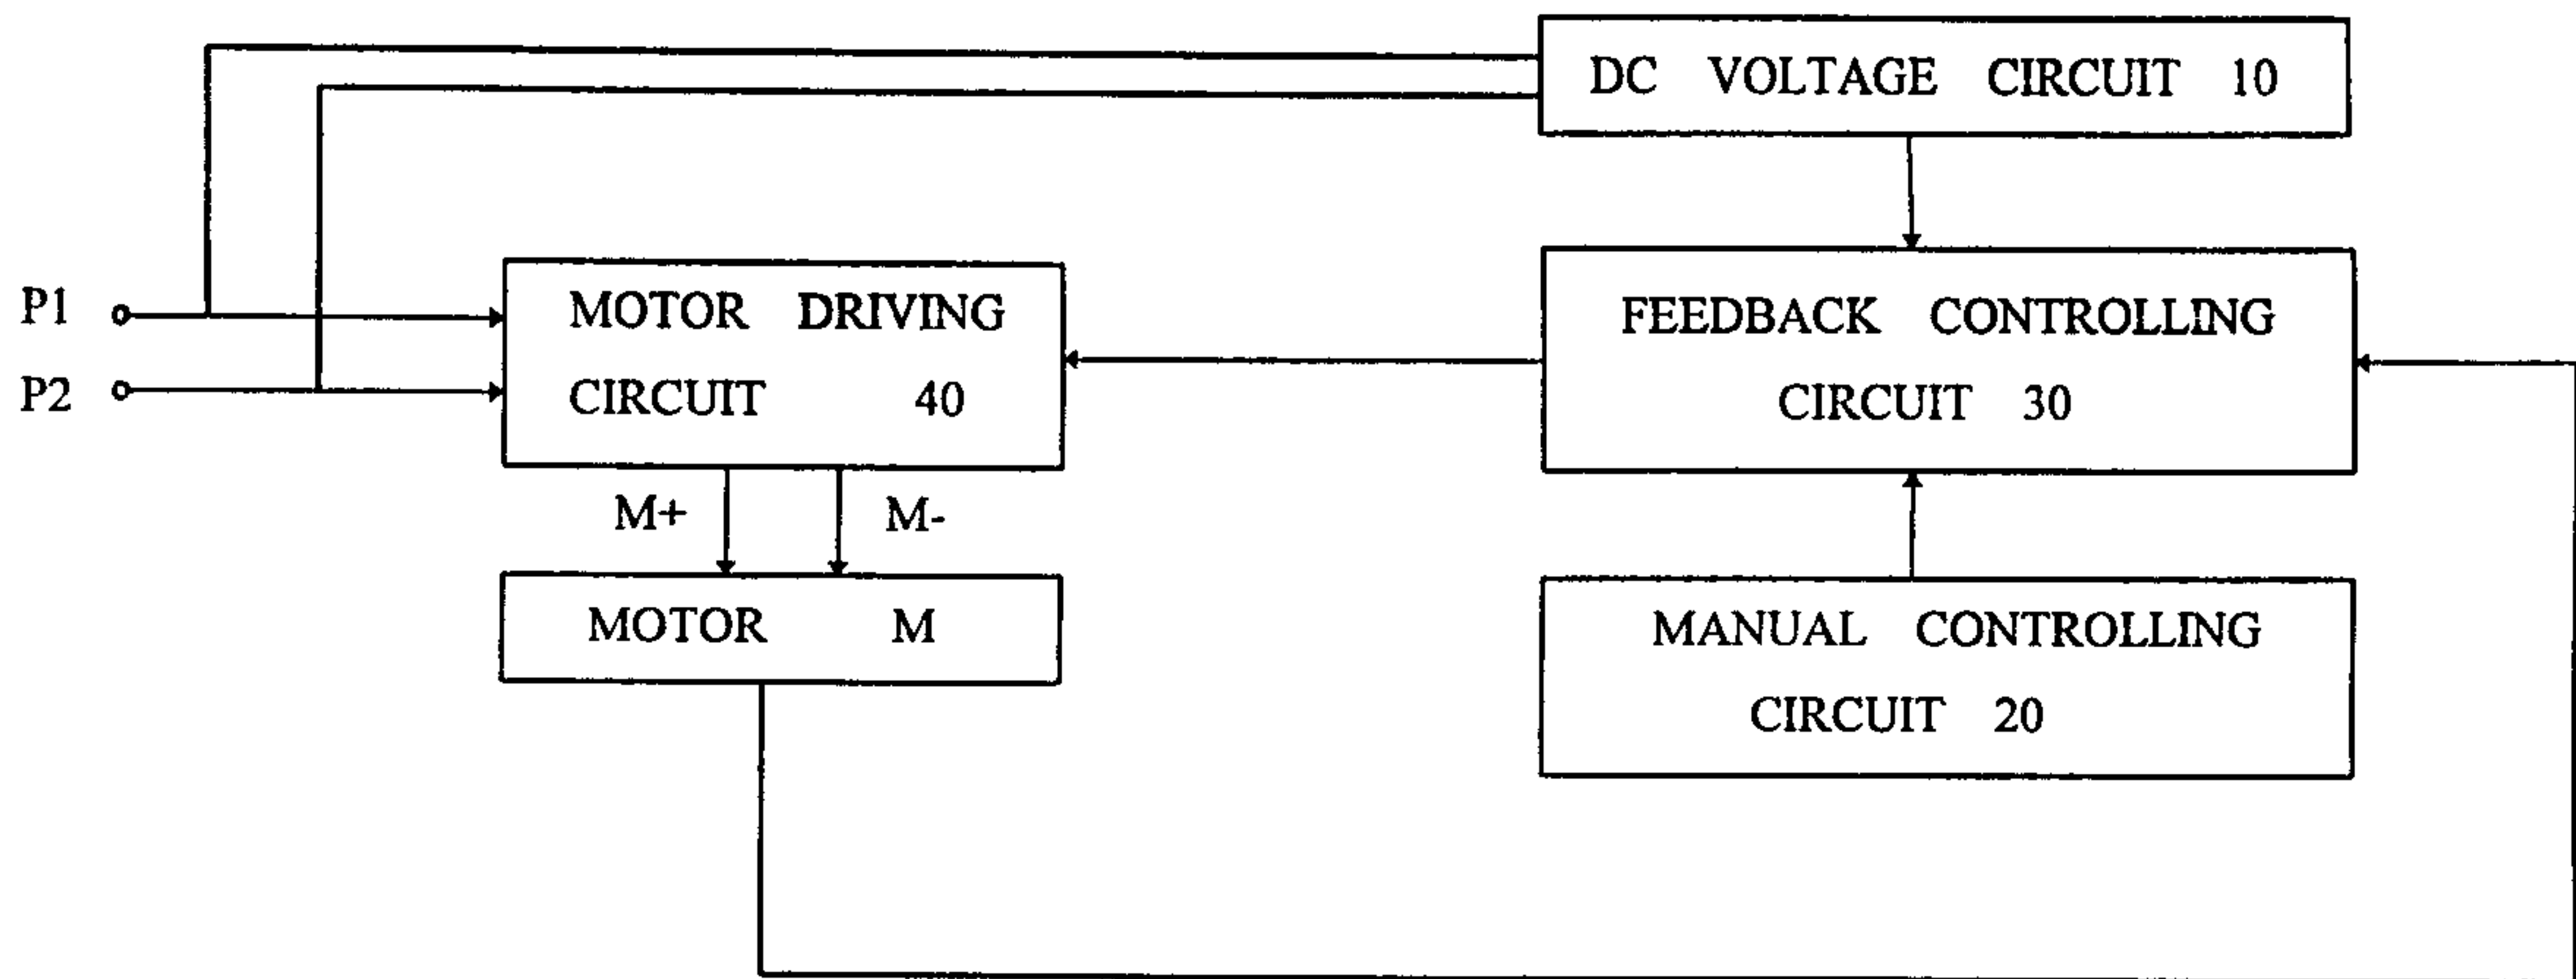 DC VOLTAGE CIRCUIT 10
P1
P2
MOTOR DRIVING
CIRCUIT 40
FEEDBACK CONTROLLING
CIRCUIT 30
M+
M-
MOTOR M
MANUAL CONTROLLING
CIRCUIT 20